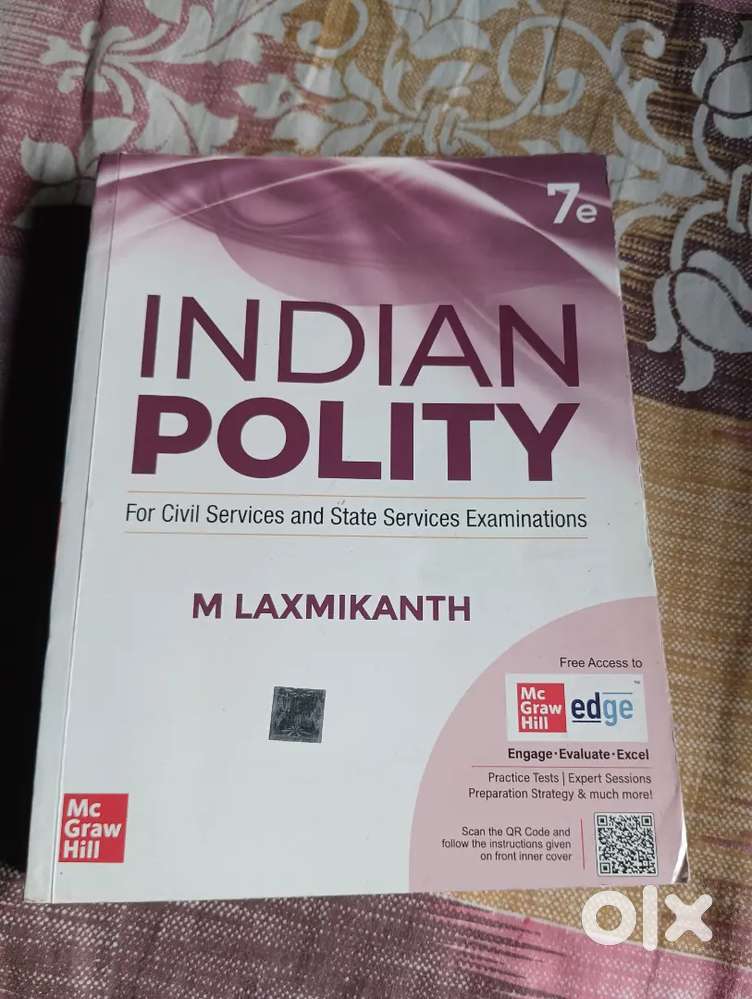 7e
INDIAN
POLITY
For Civil Services and State Services Examinations
M LAXMIKANTH
Free Access to
Mc
Graw
Hill
edge™
Engage·Evaluate·Excel
Practice Tests | Expert Sessions
Preparation Strategy & much more!
Scan the QR Code and
follow the instructions given
on front inner cover
Mc
Graw
Hill
olx